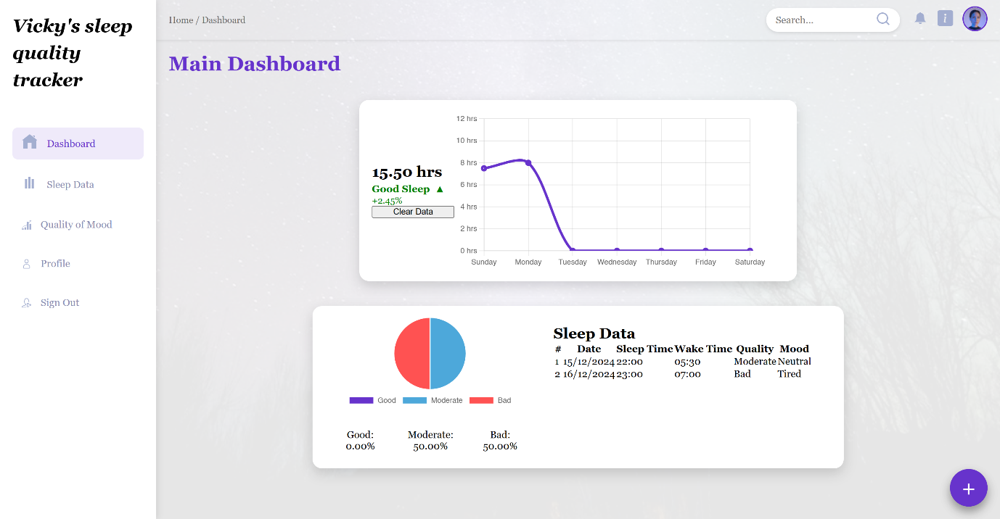 Vicky's sleep
quality
tracker
Dashboard
Sleep Data
Quality of Mood
Profile
Sign Out
Home / Dashboard
Search...
i
Main Dashboard
15.50 hrs
Good Sleep ▲
+2.45%
Clear Data
12 hrs
10 hrs
8 hrs
6 hrs
4 hrs
2 hrs
0 hrs
Sunday Monday Tuesday Wednesday Thursday Friday Saturday
Good Moderate Bad
Good: Moderate: Bad:
0.00% 50.00% 50.00%
Sleep Data
# Date Sleep Time Wake Time Quality Mood
1 15/12/2024 22:00 05:30 Moderate Neutral
2 16/12/2024 23:00 07:00 Bad Tired
+